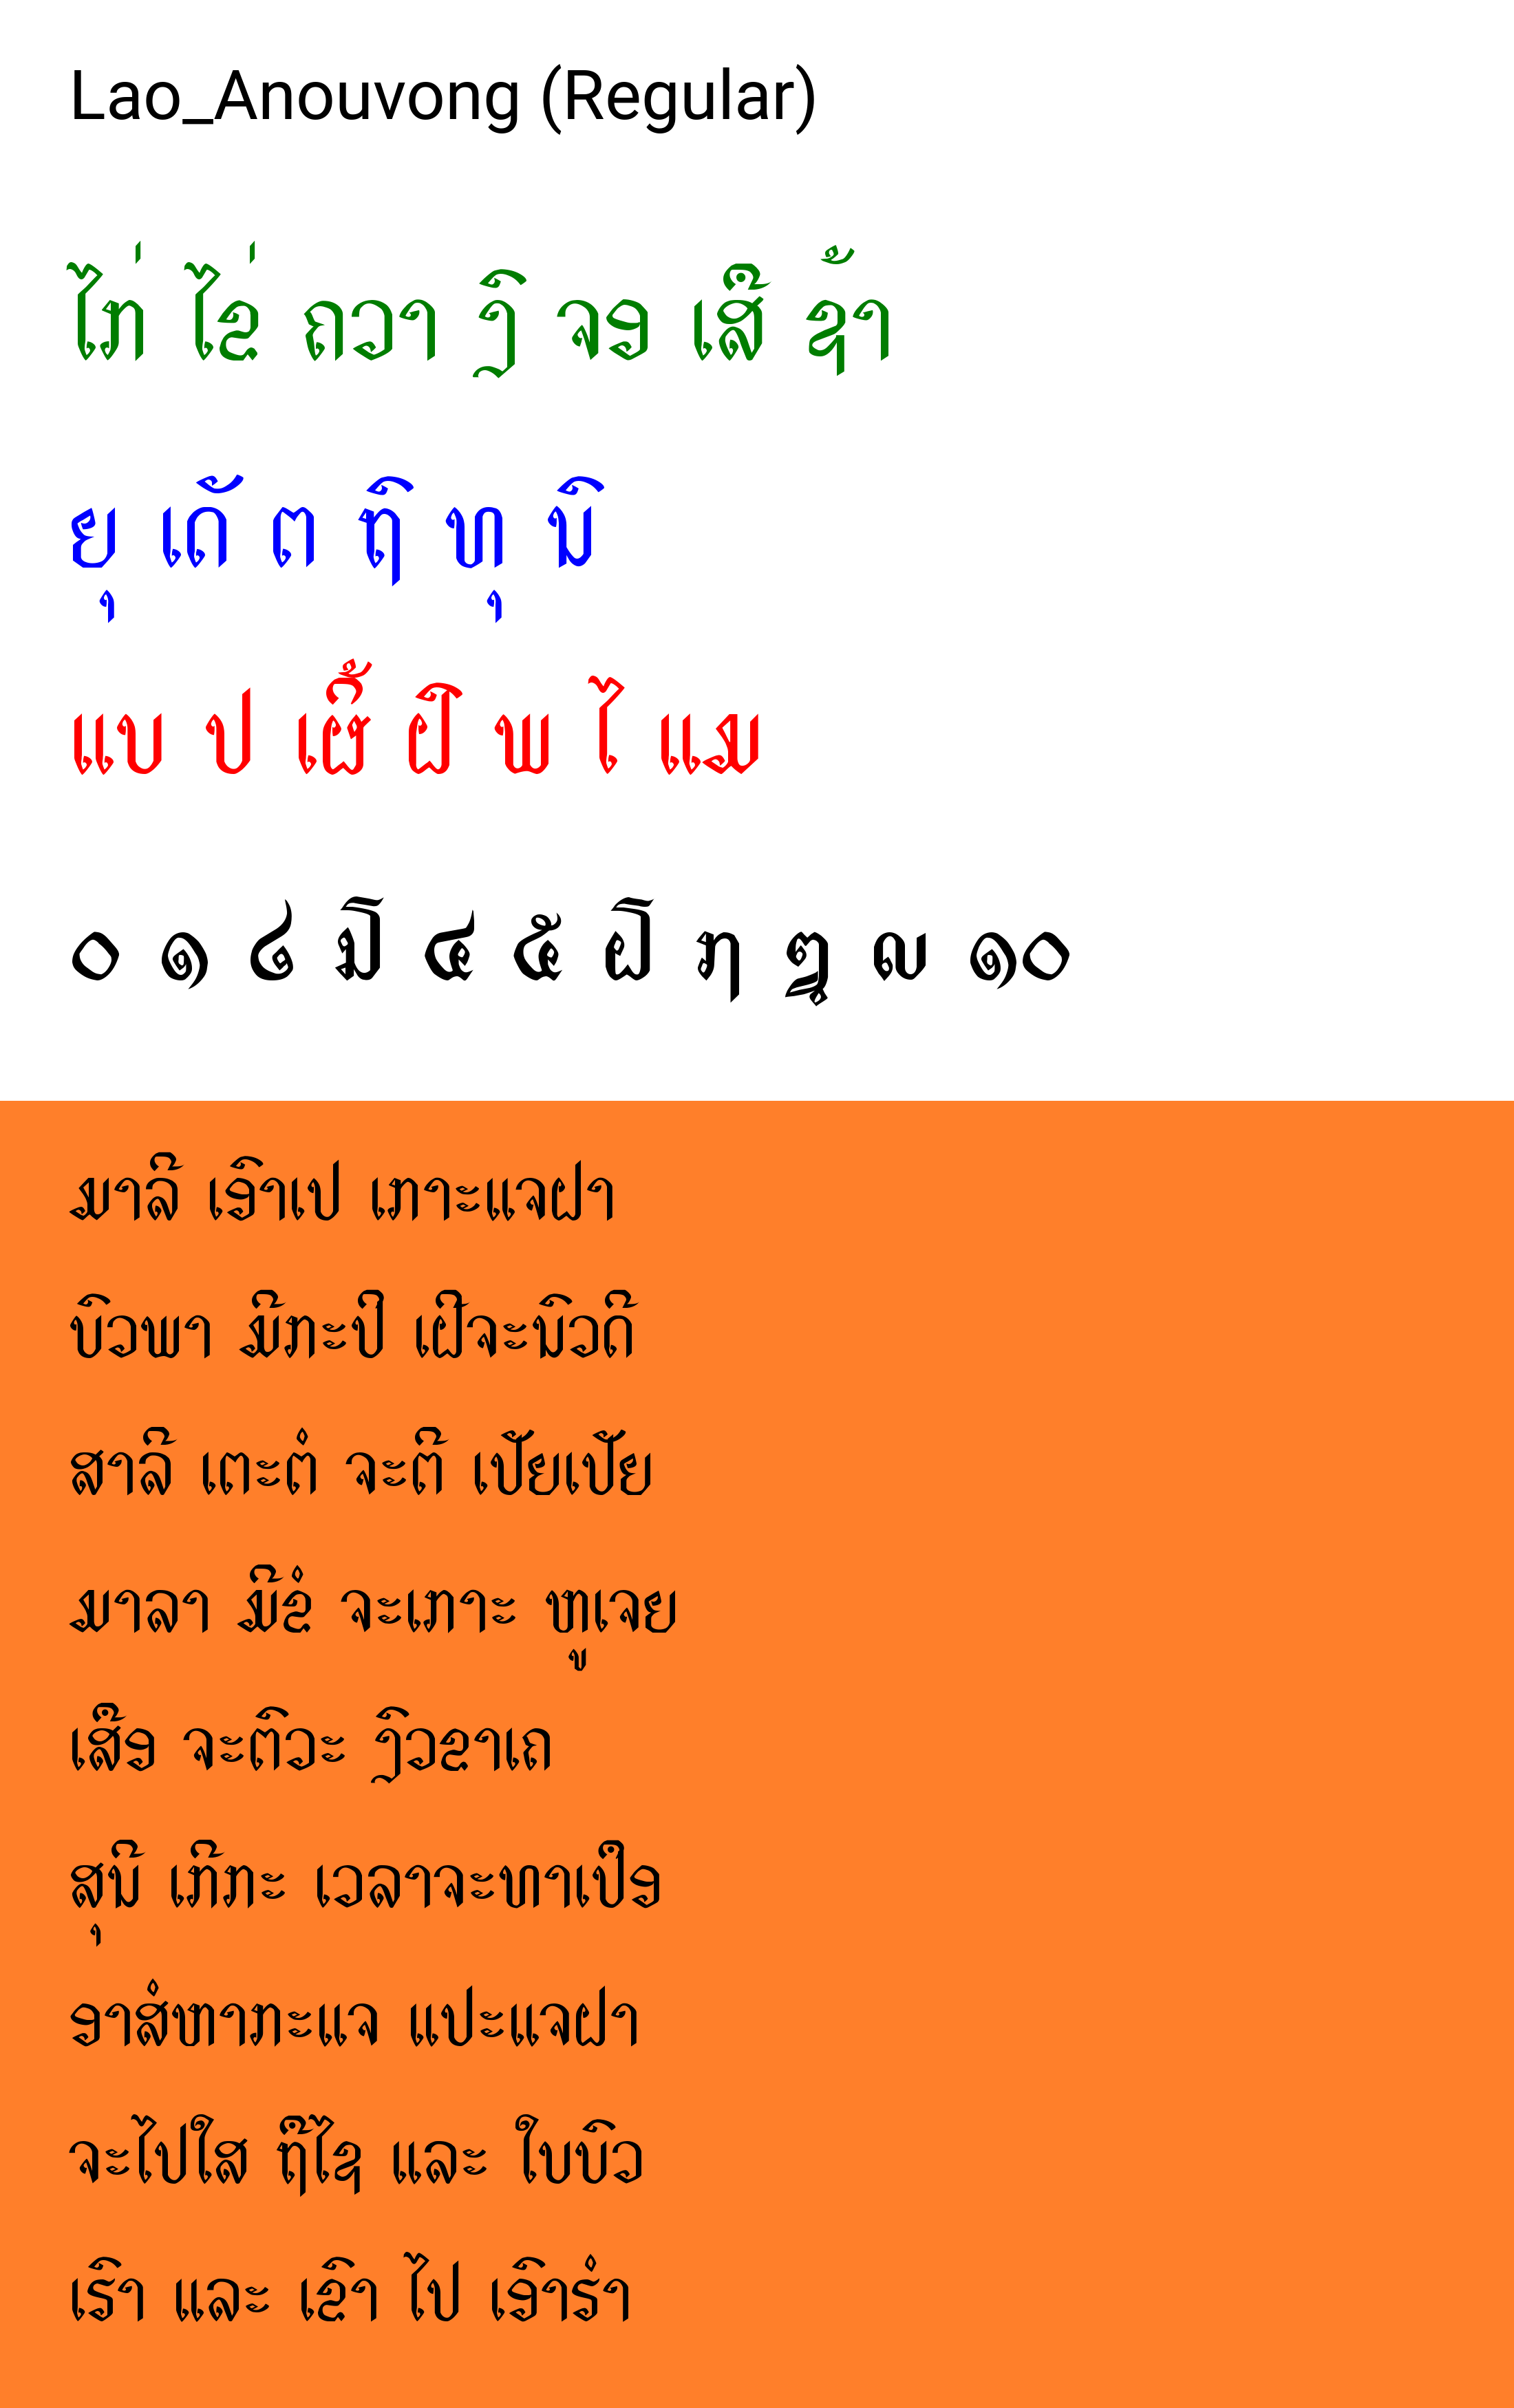 Lao_Anouvong (Regular)
ໄກ່ ໄຂ່ ຄວາ ງົ ຈອ ເສື ຊ້າ
ຍຸ ເດັ ຕ ຖົ ທຸ ນົ
ແບ ປ ເຜິ້ ຝົ ພ ໄ ແມ
໐ ໑ ໒ ໓ ໔ ໕ ໖ ໗ ໘ ໙ ໑໐
ມາລີ ເອົາເປ ເກາະແຈຝາ
ບົວພາ ມີກະປີ ເຝີຈະນົວດີ
ສາລີ ເຕະຕໍ ຈະຕີ ເປັຍເປັຍ
ມາລາ ມີຂໍ ຈະເກາະ ຫູເຈຍ
ເສືອ ຈະຕົວະ ງົວຂາເຄ
ສຸນີ ເກີກະ ເວລາຈະທາເປືອ
ອາສໍຫາກະແຈ ແປະແຈຝາ
ຈະໄປໃສ ຖືໄຊ ແລະ ໃບບົວ
ເຮົາ ແລະ ເຂົາ ໄປ ເອົາຮໍາ